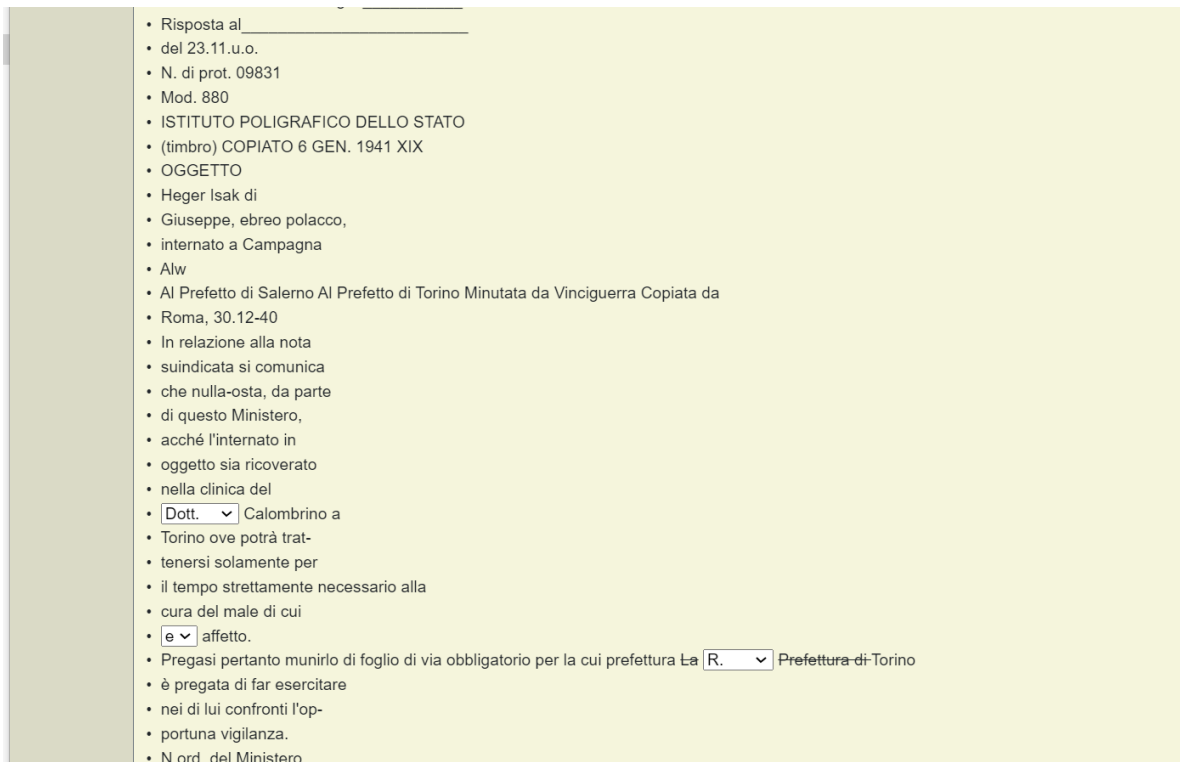 • Risposta al_________________________
• del 23.11.u.o.
• N. di prot. 09831
• Mod. 880
• ISTITUTO POLIGRAFICO DELLO STATO
• (timbro) COPIATO 6 GEN. 1941 XIX
• OGGETTO
• Heger Isak di
• Giuseppe, ebreo polacco,
• internato a Campagna
• Alw
• Al Prefetto di Salerno Al Prefetto di Torino Minutata da Vinciguerra Copiata da
• Roma, 30.12-40
• In relazione alla nota
• suindicata si comunica
• che nulla-osta, da parte
• di questo Ministero,
• acché l'internato in
• oggetto sia ricoverato
• nella clinica del
• Dott. Calombrino a
• Torino ove potrà trat-
• tenersi solamente per
• il tempo strettamente necessario alla
• cura del male di cui
• e affetto.
• Pregasi pertanto munirlo di foglio di via obbligatorio per la cui prefettura La R. Prefettura di Torino
• è pregata di far esercitare
• nei di lui confronti l'op-
• portuna vigilanza.
• N ord. del Ministero